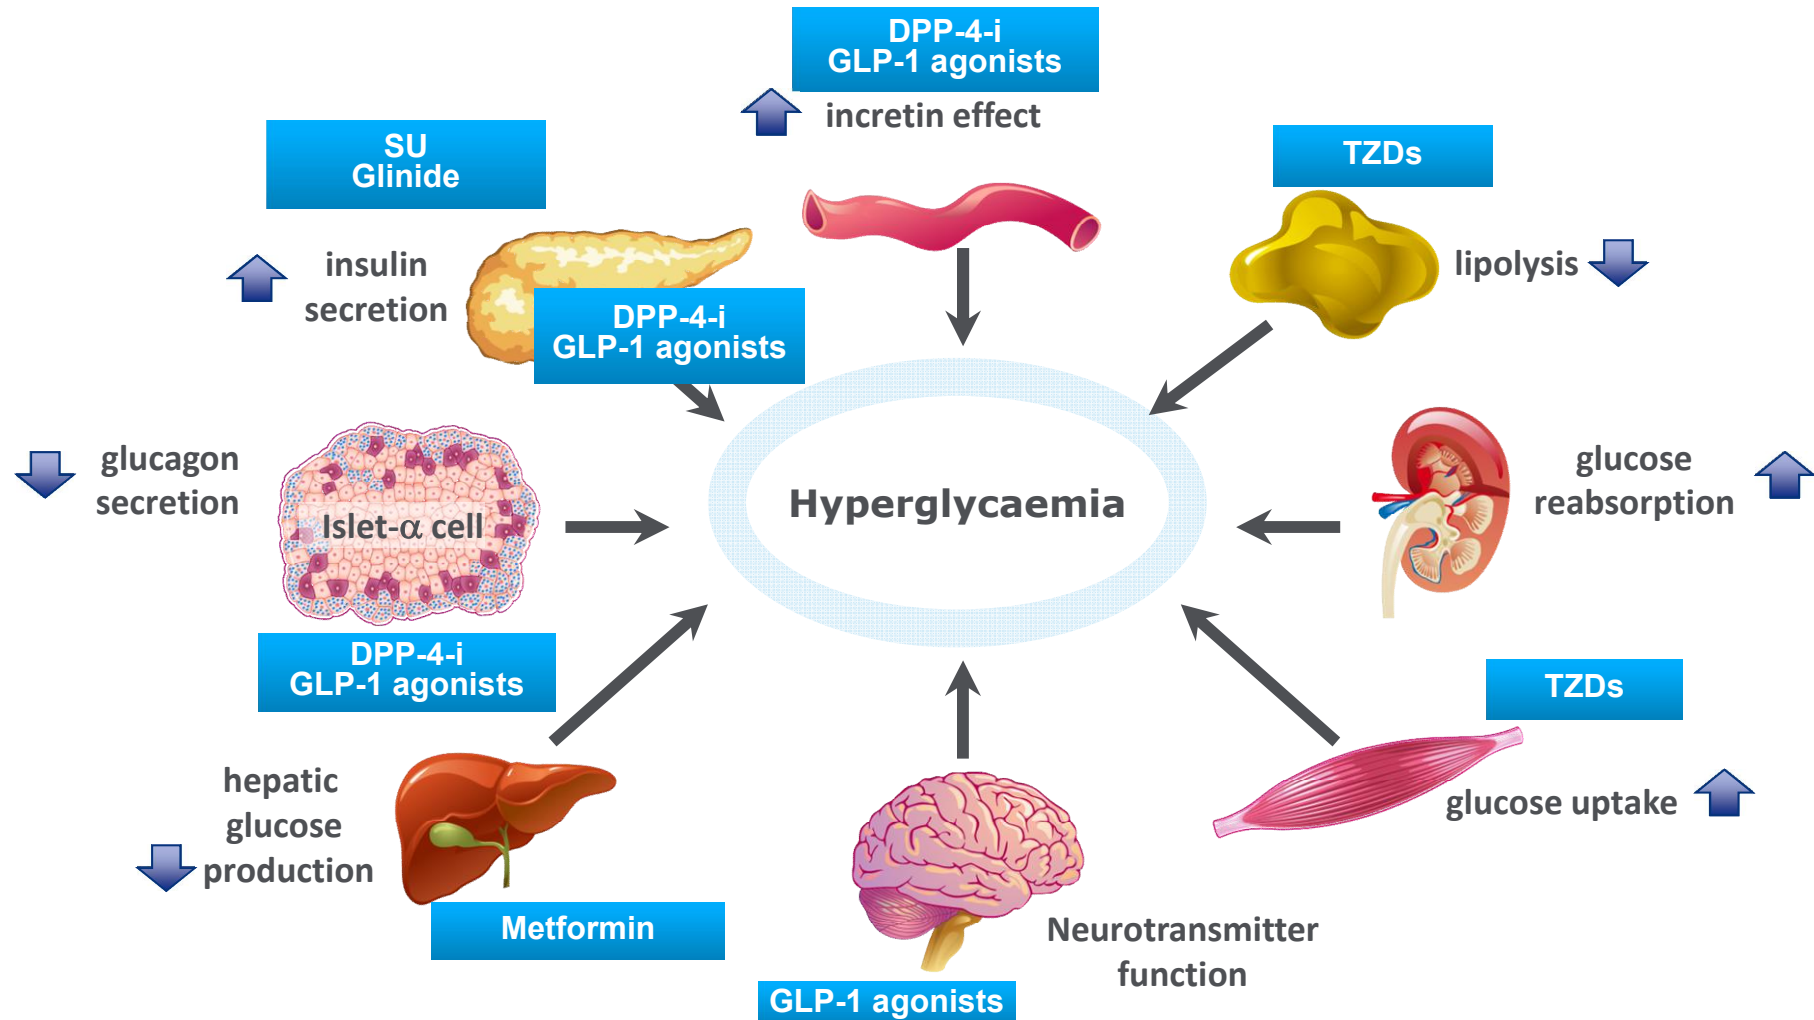 DPP-4-i
GLP-1 agonists
incretin effect
SU
Glinide
insulin
secretion
DPP-4-i
GLP-1 agonists
TZDs
lipolysis
glucagon
secretion
Islet-α cell
DPP-4-i
GLP-1 agonists
Hyperglycaemia
glucose
reabsorption
TZDs
glucose uptake
hepatic
glucose
production
Metformin
Neurotransmitter
function
GLP-1 agonists